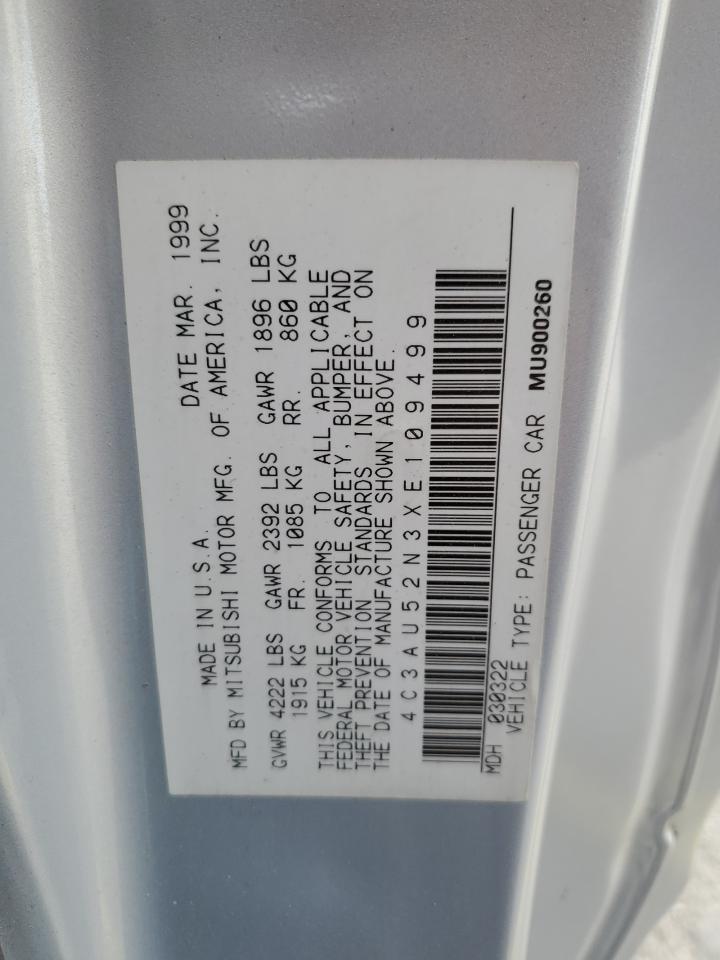 MADE IN U.S.A. DATE MAR. 1999
MFD BY MITSUBISHI MOTOR MFG. OF AMERICA, INC.
GVWR 4222 LBS GAWR 2392 LBS GAWR 1896 LBS
1915 KG FR. 1085 KG RR. 860 KG
THIS VEHICLE CONFORMS TO ALL APPLICABLE
FEDERAL MOTOR VEHICLE SAFETY, BUMPER, AND
THEFT PREVENTION STANDARDS IN EFFECT ON
THE DATE OF MANUFACTURE SHOWN ABOVE.
4C3AU52N3XE109499
MDH 030322
VEHICLE TYPE: PASSENGER CAR MU900260